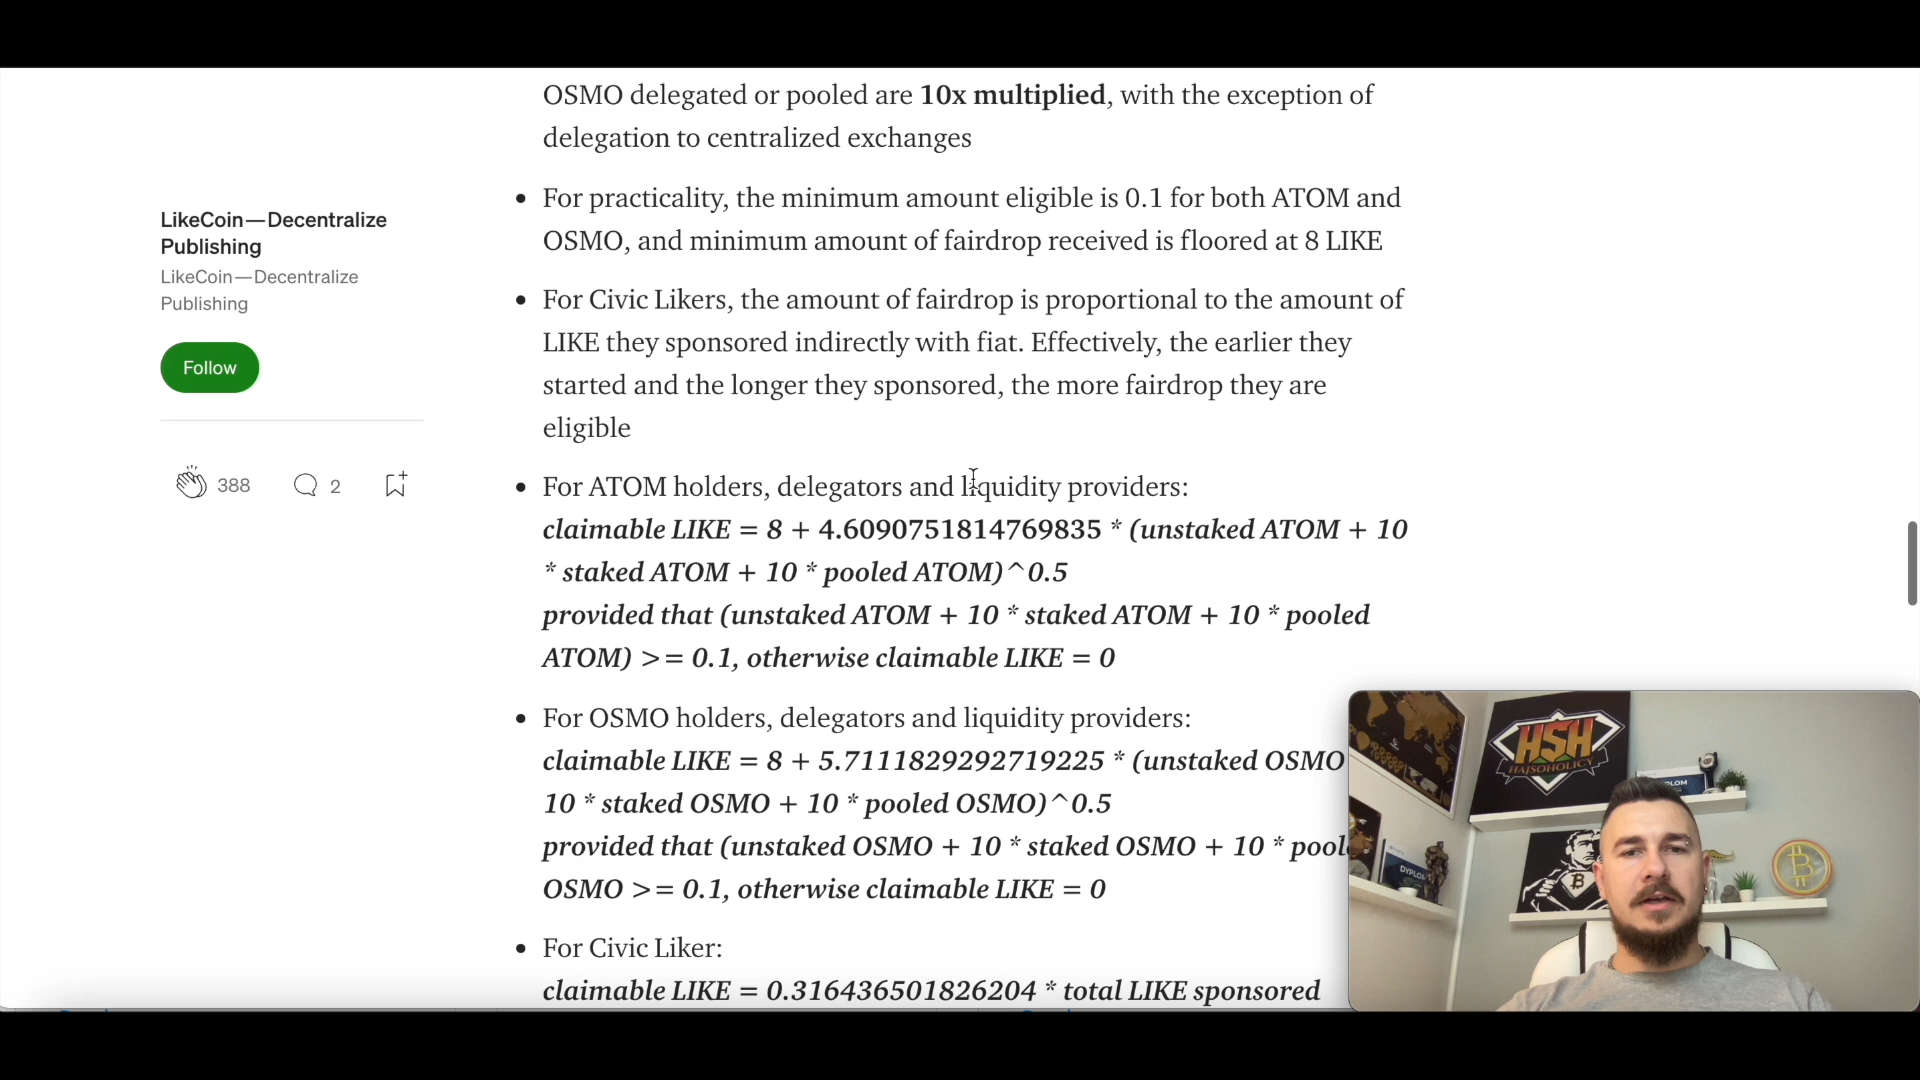 OSMO delegated or pooled are 10x multiplied, with the exception of
delegation to centralized exchanges
• For practicality, the minimum amount eligible is 0.1 for both ATOM and
OSMO, and minimum amount of fairdrop received is floored at 8 LIKE
LikeCoin—Decentralize
Publishing
LikeCoin—Decentralize
Publishing
Follow
388
2
• For Civic Likers, the amount of fairdrop is proportional to the amount of
LIKE they sponsored indirectly with fiat. Effectively, the earlier they
started and the longer they sponsored, the more fairdrop they are
eligible
• For ATOM holders, delegators and liquidity providers:
claimable LIKE = 8 + 4.6090751814769835 * (unstaked ATOM + 10
* staked ATOM + 10 * pooled ATOM)^0.5
provided that (unstaked ATOM + 10 * staked ATOM + 10 * pooled
ATOM) >= 0.1, otherwise claimable LIKE = 0
• For OSMO holders, delegators and liquidity providers:
claimable LIKE = 8 + 5.7111829292719225 * (unstaked OSMO
10 * staked OSMO + 10 * pooled OSMO)^0.5
provided that (unstaked OSMO + 10 * staked OSMO + 10 * pool
OSMO >= 0.1, otherwise claimable LIKE = 0
• For Civic Liker:
claimable LIKE = 0.316436501826204 * total LIKE sponsored
HSH
HAJSOHOLICY
DYPLOM